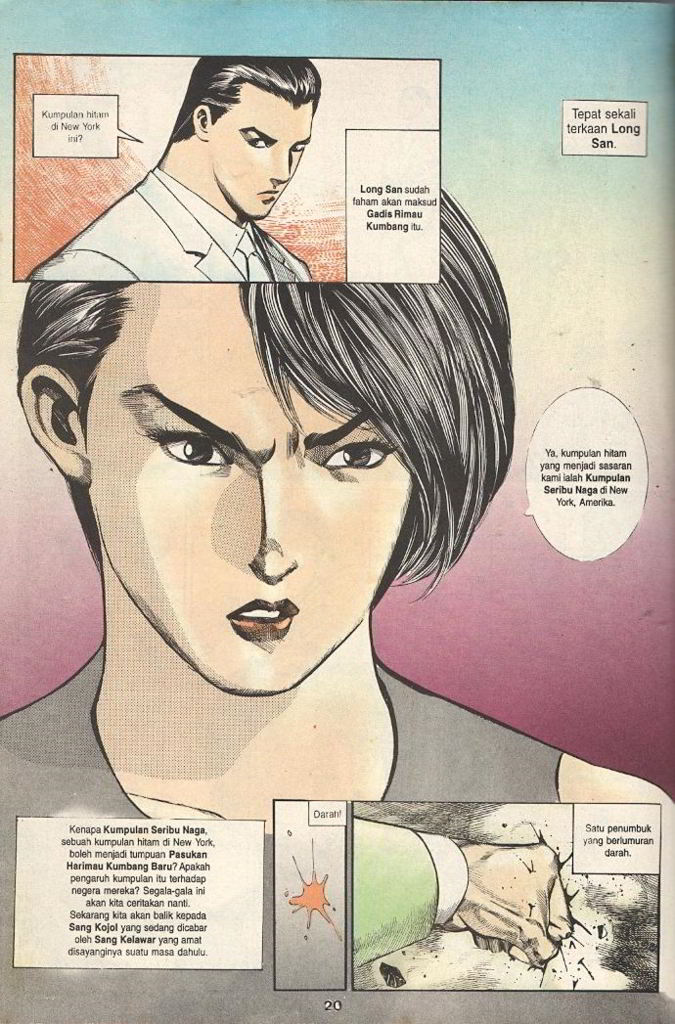 Kumpulan hitam
di New York
ini?
Long San sudah
faham akan maksud
Gadis Rimau
Kumbang itu.
Tepat sekali
terkaan Long
San.
Ya, kumpulan hitam
yang menjadi sasaran
kami ialah Kumpulan
Seribu Naga di New
York, Amerika.
Kenapa Kumpulan Seribu Naga,
sebuah kumpulan hitam di New York,
boleh menjadi tumpuan Pasukan
Harimau Kumbang Baru? Apakah
pengaruh kumpulan itu terhadap
negera mereka? Segala-gala ini
akan kita ceritakan nanti.
Sekarang kita akan balik kepada
Sang Kojol yang sedang dicabar
oleh Sang Kelawar yang amat
disayanginya suatu masa dahulu.
Darah!
Satu penumbuk
yang berlumuran
darah.
20